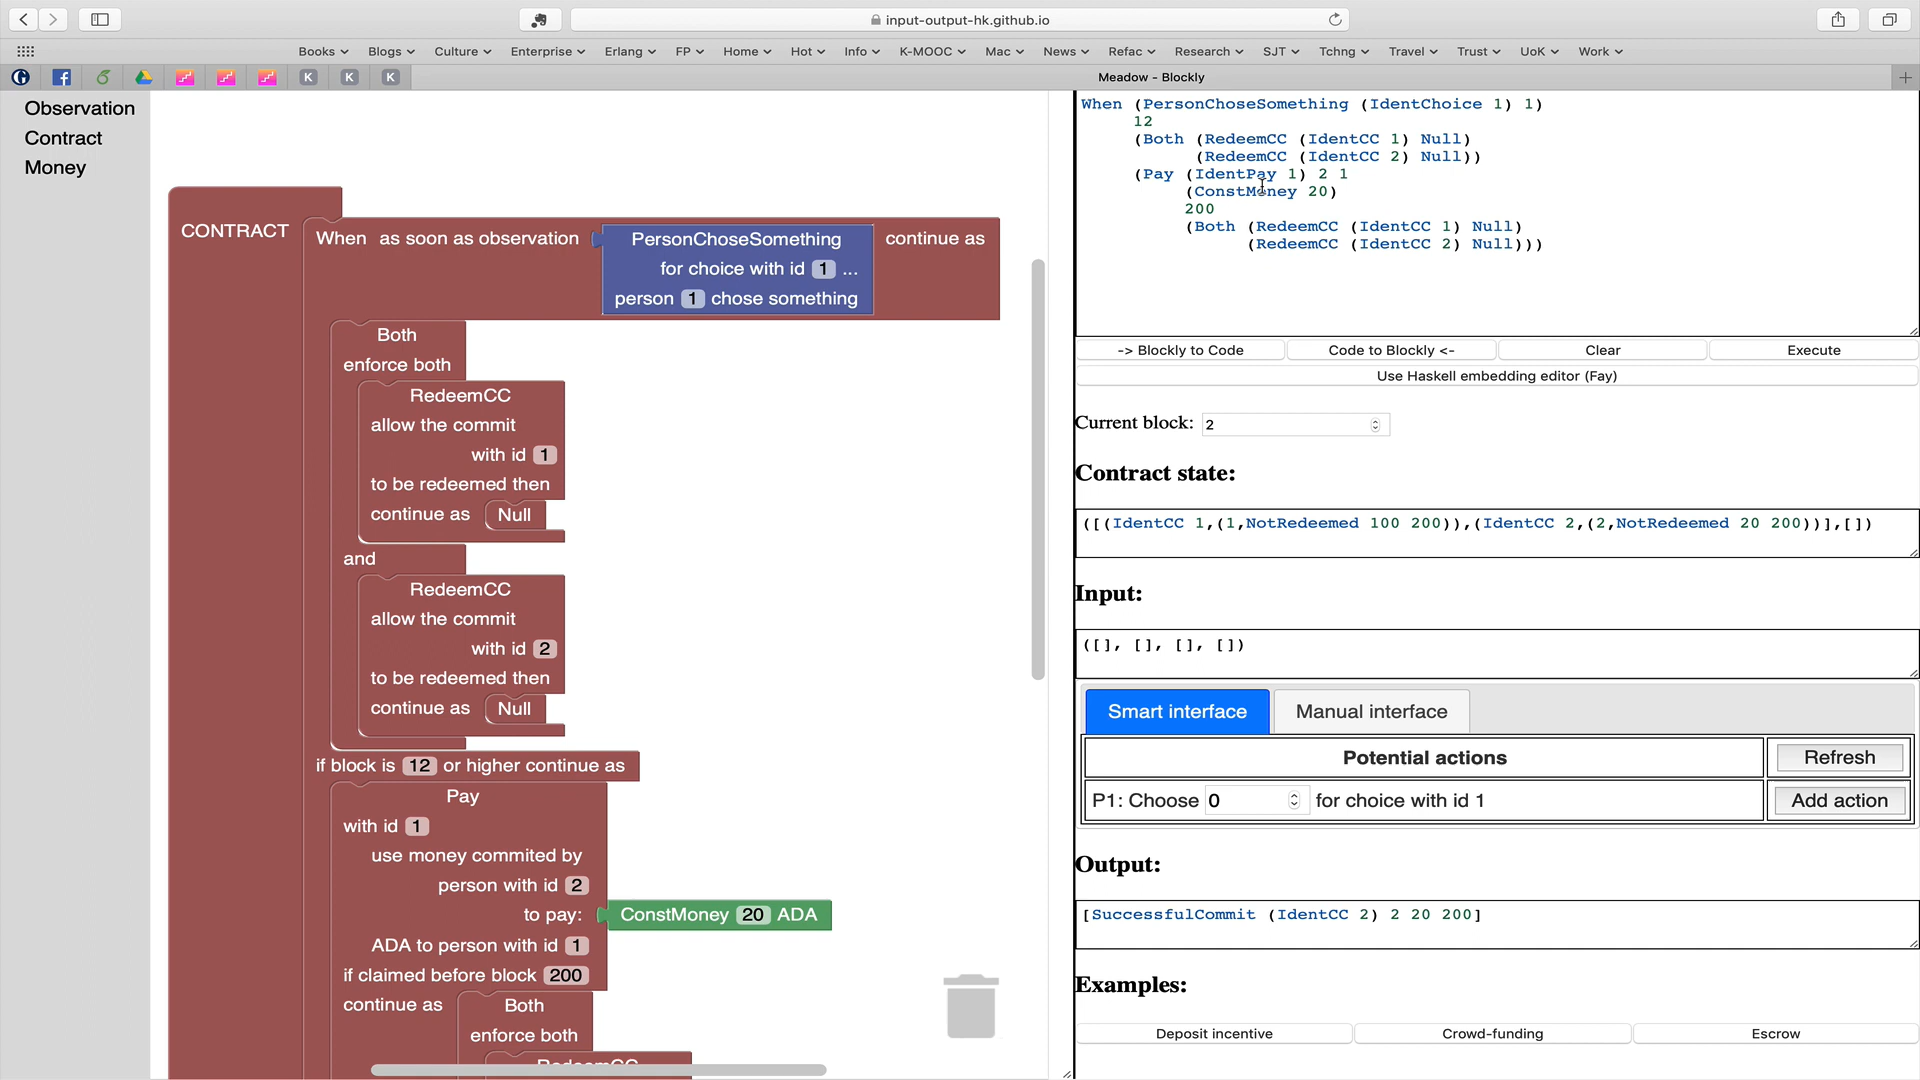 input-output-hk.github.io
Books Blogs Culture Enterprise Erlang FP Home Hot Info K-MOOC Mac News Refac Research SJT Tchng Travel Trust UoK Work
K K K Meadow - Blockly
Observation
Contract
Money
CONTRACT
When as soon as observation
PersonChoseSomething
for choice with id 1 ...
person 1 chose something
continue as
Both
enforce both
RedeemCC
allow the commit
with id 1
to be redeemed then
continue as Null
and
RedeemCC
allow the commit
with id 2
to be redeemed then
continue as Null
if block is 12 or higher continue as
Pay
with id 1
use money commited by
person with id 2
to pay: ConstMoney 20 ADA
ADA to person with id 1
if claimed before block 200
continue as Both
enforce both
RedeemCC
When (PersonChoseSomething (IdentChoice 1) 1)
12
(Both (RedeemCC (IdentCC 1) Null)
(RedeemCC (IdentCC 2) Null))
(Pay (IdentPay 1) 2 1
(ConstMoney 20)
200
(Both (RedeemCC (IdentCC 1) Null)
(RedeemCC (IdentCC 2) Null)))
-> Blockly to Code Code to Blockly <- Clear Execute
Use Haskell embedding editor (Fay)
Current block: 2
Contract state:
([(IdentCC 1,(1,NotRedeemed 100 200)),(IdentCC 2,(2,NotRedeemed 20 200))],[])
Input:
([], [], [], [])
Smart interface Manual interface
Potential actions Refresh
P1: Choose 0 for choice with id 1 Add action
Output:
[SuccessfulCommit (IdentCC 2) 2 20 200]
Examples:
Deposit incentive Crowd-funding Escrow